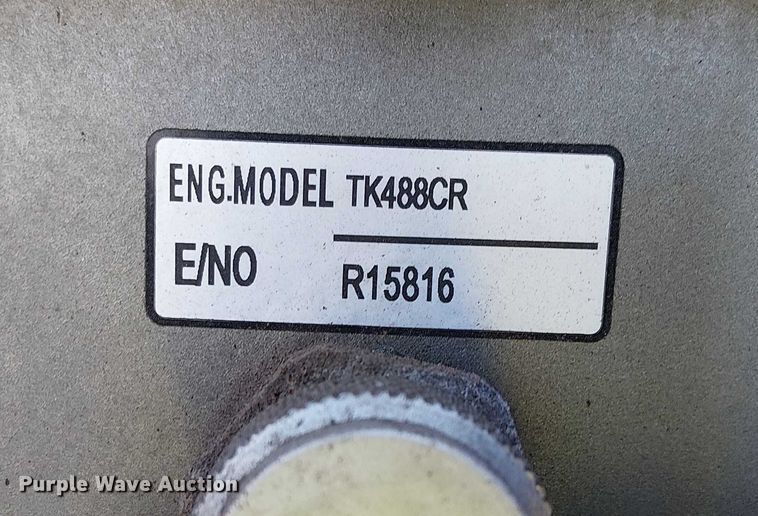 ENG.MODEL TK488CR
E/NO R15816
Purple Wave Auction